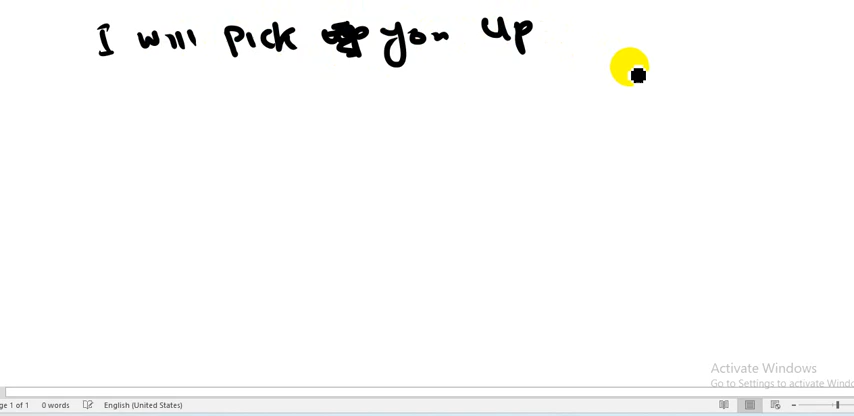 I will pick you up
Activate Windows
Go to Settings to activate Wind
ge 1 of 1 0 words English (United States)